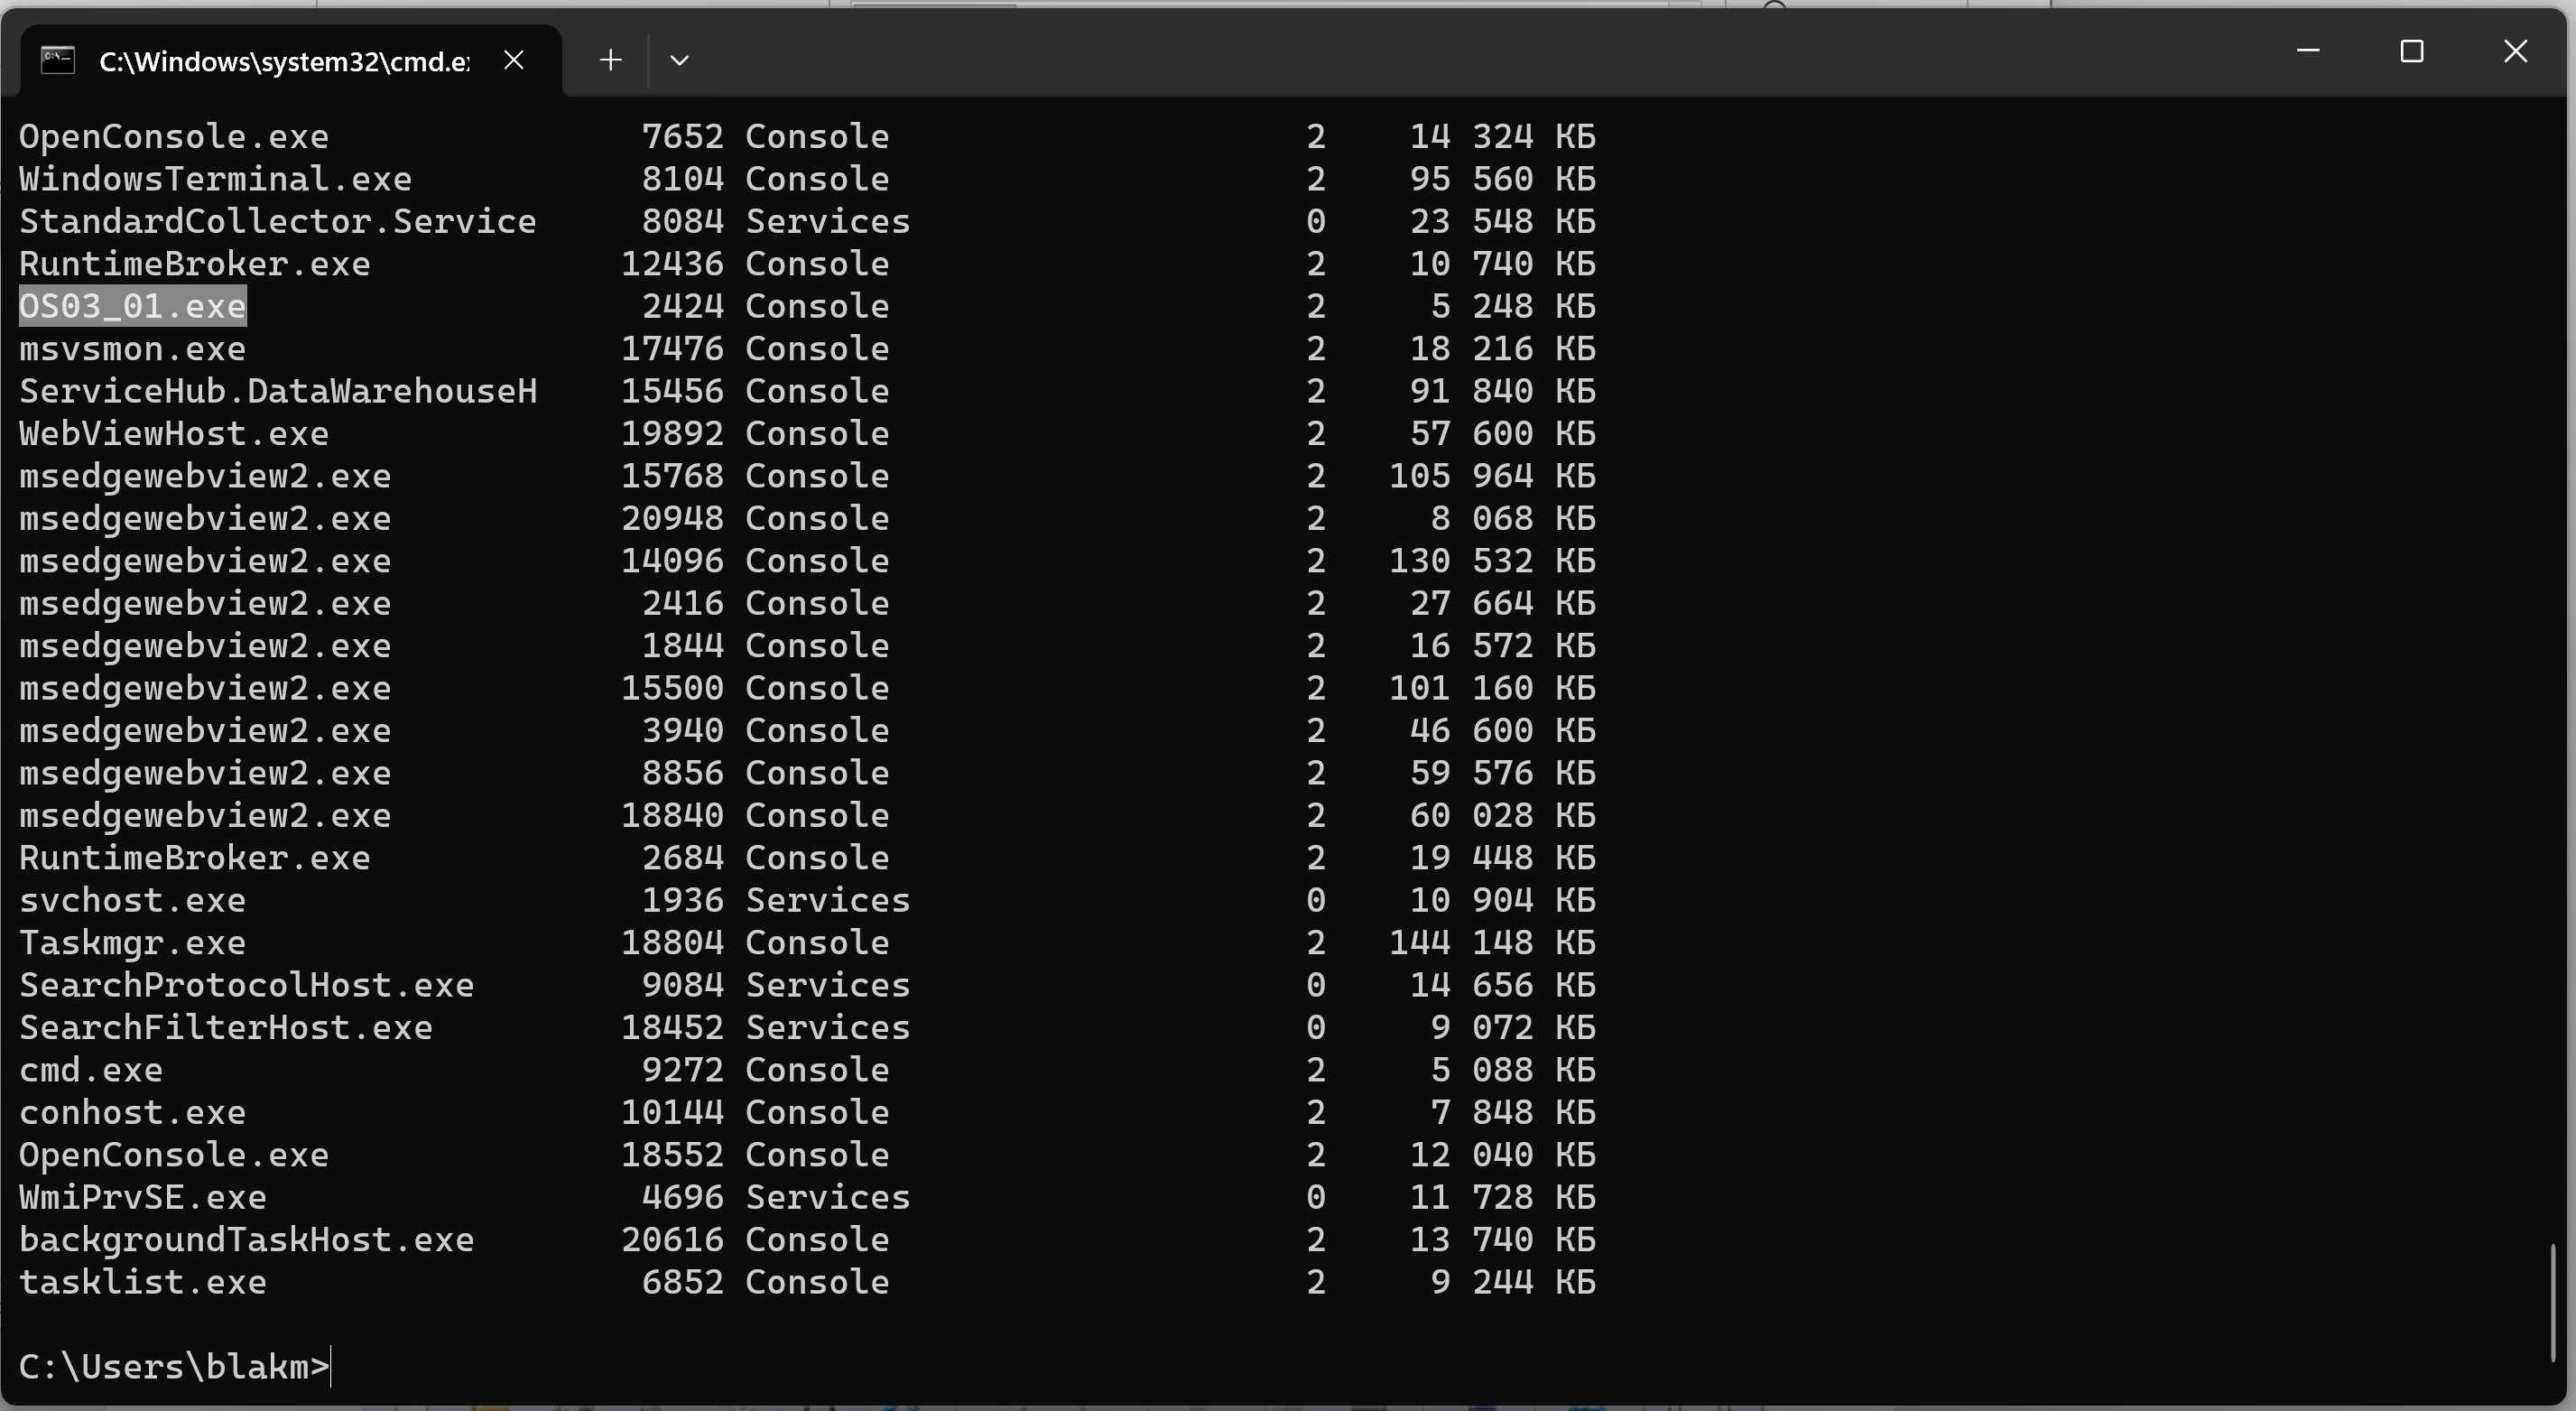 C:\Windows\system32\cmd.e
OpenConsole.exe 7652 Console 2 14 324 КБ
WindowsTerminal.exe 8104 Console 2 95 560 КБ
StandardCollector.Service 8084 Services 0 23 548 КБ
RuntimeBroker.exe 12436 Console 2 10 740 КБ
OS03_01.exe 2424 Console 2 5 248 КБ
msvsmon.exe 17476 Console 2 18 216 КБ
ServiceHub.DataWarehouseH 15456 Console 2 91 840 КБ
WebViewHost.exe 19892 Console 2 57 600 КБ
msedgewebview2.exe 15768 Console 2 105 964 КБ
msedgewebview2.exe 20948 Console 2 8 068 КБ
msedgewebview2.exe 14096 Console 2 130 532 КБ
msedgewebview2.exe 2416 Console 2 27 664 КБ
msedgewebview2.exe 1844 Console 2 16 572 КБ
msedgewebview2.exe 15500 Console 2 101 160 КБ
msedgewebview2.exe 3940 Console 2 46 600 КБ
msedgewebview2.exe 8856 Console 2 59 576 КБ
msedgewebview2.exe 18840 Console 2 60 028 КБ
RuntimeBroker.exe 2684 Console 2 19 448 КБ
svchost.exe 1936 Services 0 10 904 КБ
Taskmgr.exe 18804 Console 2 144 148 КБ
SearchProtocolHost.exe 9084 Services 0 14 656 КБ
SearchFilterHost.exe 18452 Services 0 9 072 КБ
cmd.exe 9272 Console 2 5 088 КБ
conhost.exe 10144 Console 2 7 848 КБ
OpenConsole.exe 18552 Console 2 12 040 КБ
WmiPrvSE.exe 4696 Services 0 11 728 КБ
backgroundTaskHost.exe 20616 Console 2 13 740 КБ
tasklist.exe 6852 Console 2 9 244 КБ
C:\Users\blakm>